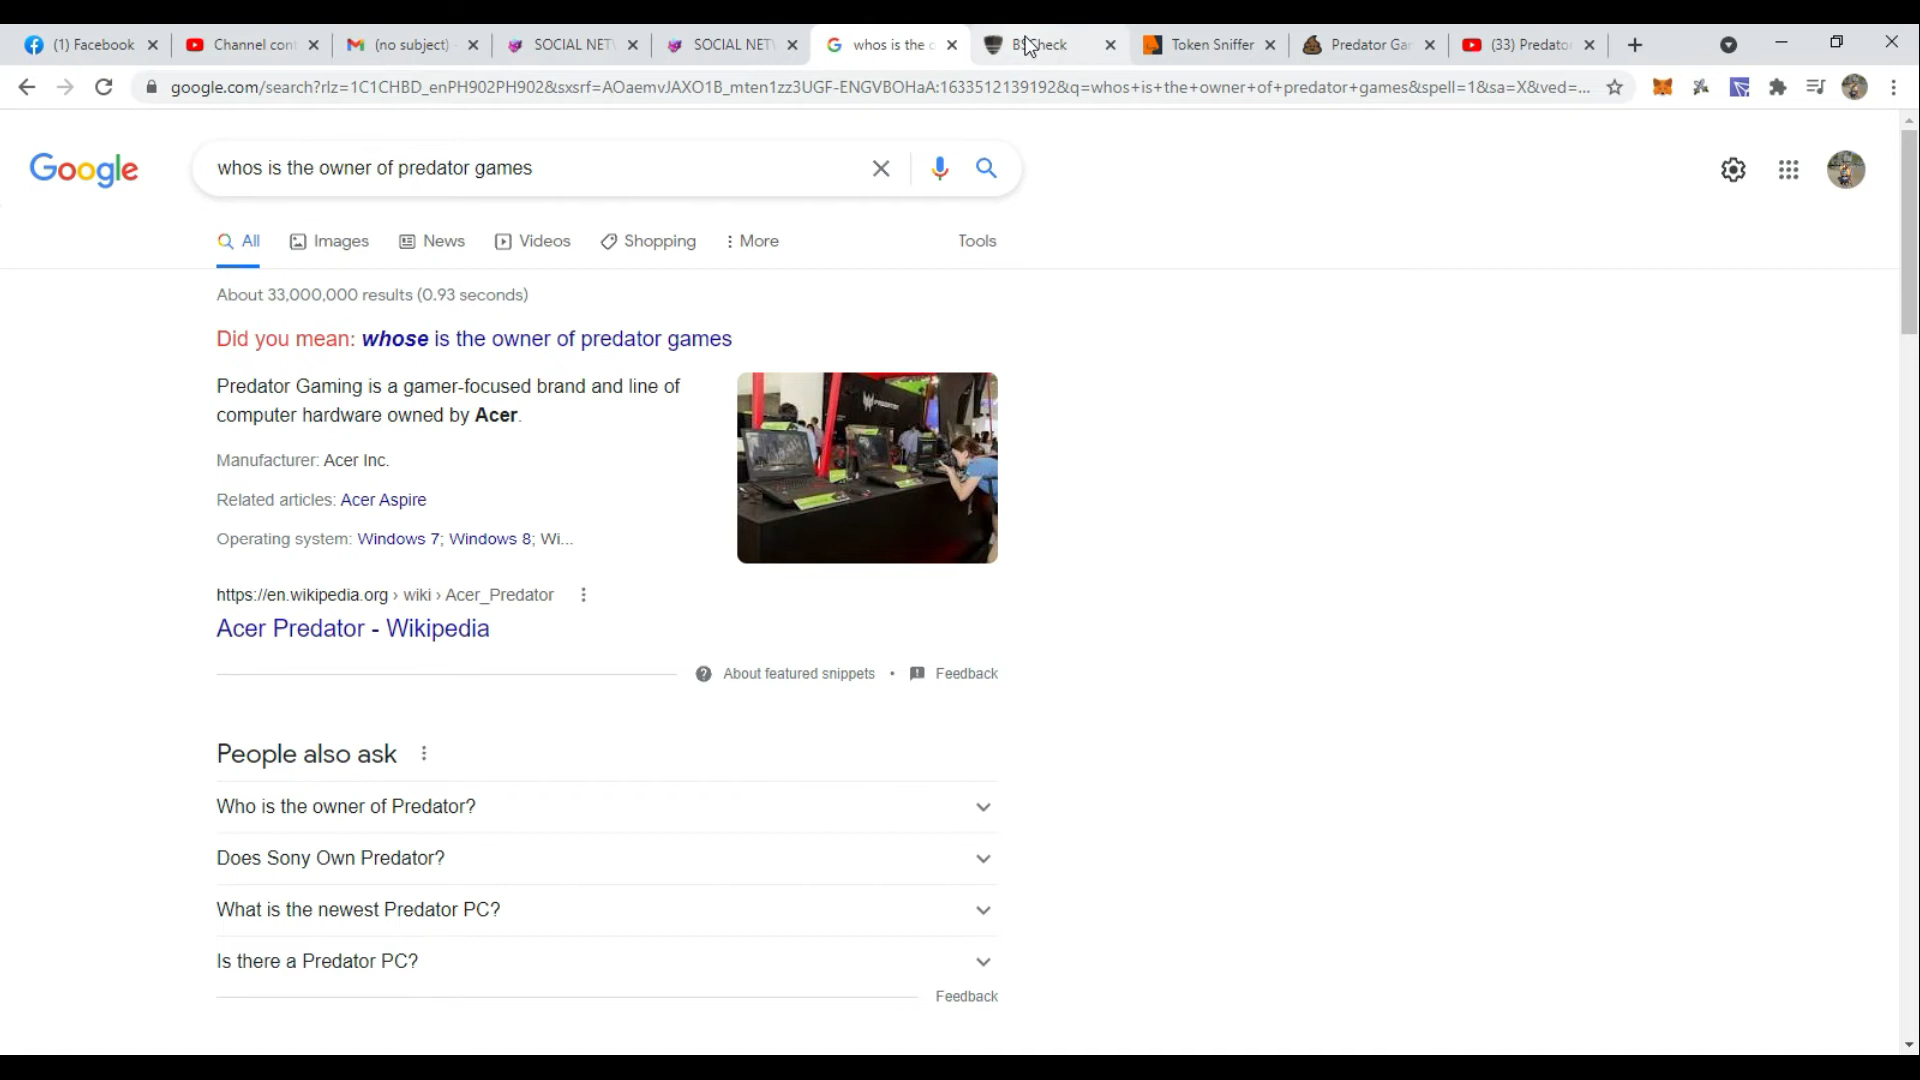 (1) Facebook
Channel cont
(no subject)
SOCIAL NET
SOCIAL NET
whos is the o
Check
Token Sniffer
Predator Gar
(33) Predator
google.com/search?rlz=1C1CHBD_enPH902PH902&sxsrf=AOaemvJAXO1B_mten1zz3UGF-ENGVBOHaA:1633512139192&q=whos+is+the+owner+of+predator+games&spell=1&sa=X&ved=...
Google
whos is the owner of predator games
All
Images
News
Videos
Shopping
More
Tools
About 33,000,000 results (0.93 seconds)
Did you mean: whose is the owner of predator games
Predator Gaming is a gamer-focused brand and line of
computer hardware owned by Acer.
Manufacturer: Acer Inc.
Related articles: Acer Aspire
Operating system: Windows 7; Windows 8; Wi...
https://en.wikipedia.org › wiki › Acer_Predator
Acer Predator - Wikipedia
About featured snippets • Feedback
People also ask
Who is the owner of Predator?
Does Sony Own Predator?
What is the newest Predator PC?
Is there a Predator PC?
Feedback